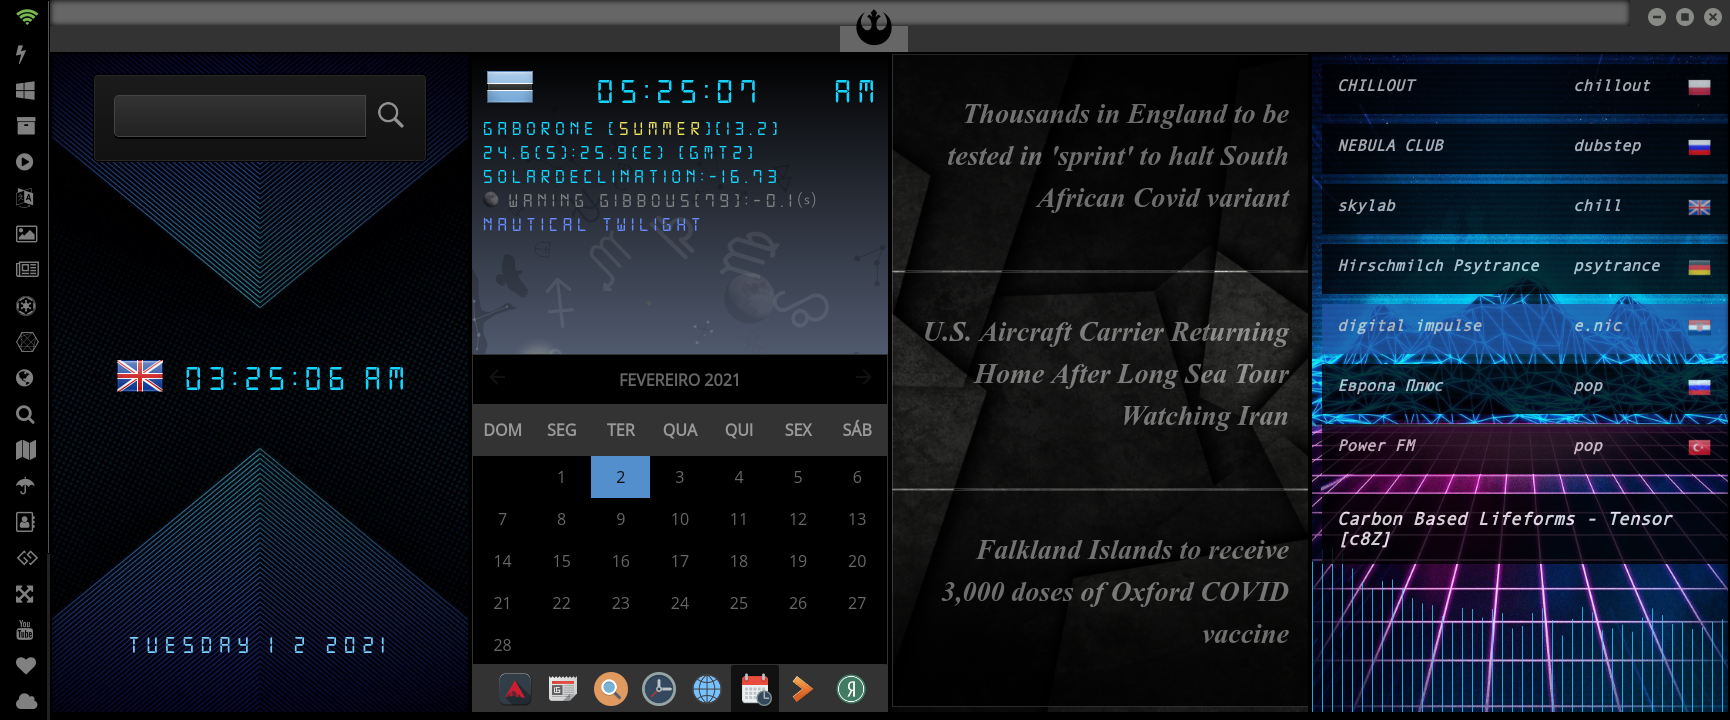 03:25:06 AM
TUESDAY 1 2 2021
05:25:07 AM
GABORONE (SUMMER)(13.2)
24.6(S):25.9(E) (GMT2)
SOLARDECLINATION:-16.73
WANING GIBBOUS(79):-0.1(s)
NAUTICAL TWILIGHT
FEVEREIRO 2021
DOM SEG TER QUA QUI SEX SÁB
1 2 3 4 5 6
7 8 9 10 11 12 13
14 15 16 17 18 19 20
21 22 23 24 25 26 27
28
Thousands in England to be
tested in 'sprint' to halt South
African Covid variant
U.S. Aircraft Carrier Returning
Home After Long Sea Tour
Watching Iran
Falkland Islands to receive
3,000 doses of Oxford COVID
vaccine
CHILLOUT chillout
NEBULA CLUB dubstep
skylab chill
Hirschmilch Psytrance psytrance
digital impulse e.nic
Европа Плюс pop
Power FM pop
Carbon Based Lifeforms - Tensor
[c8Z]
You
Tube
Я